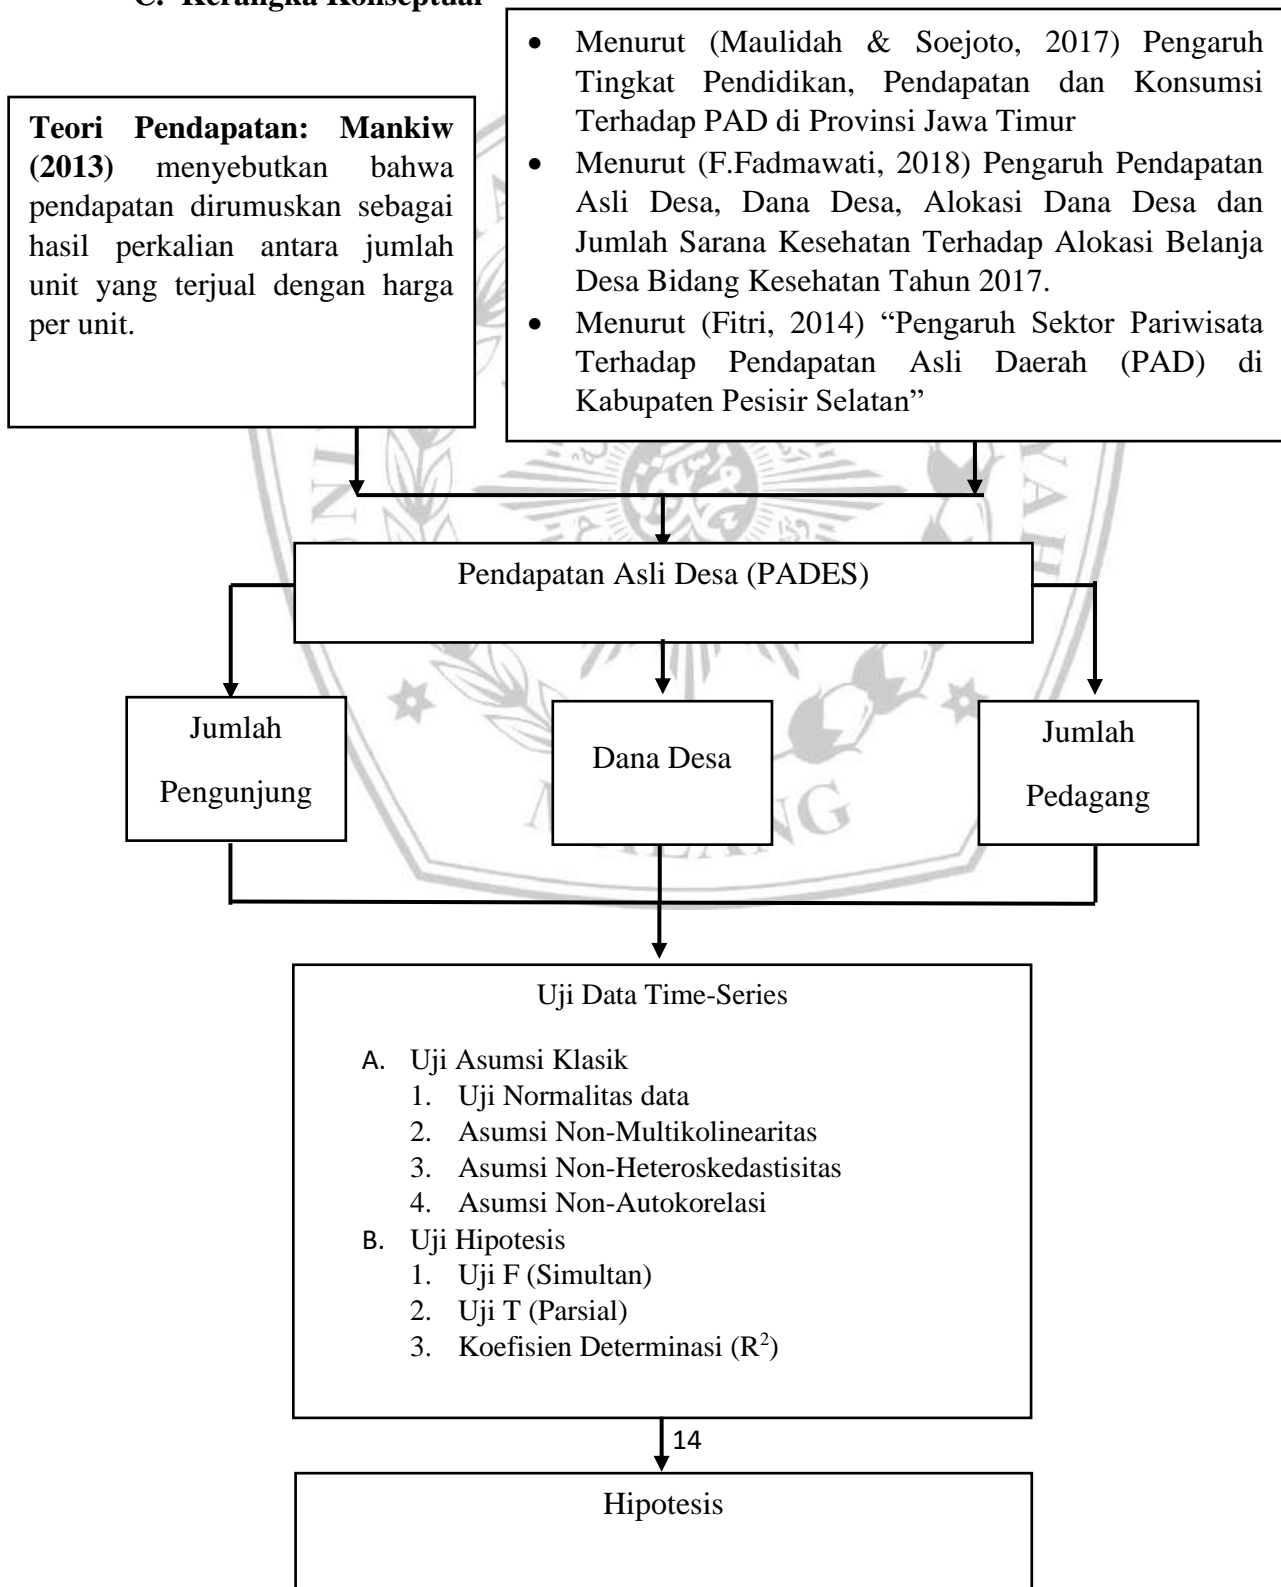 C. Kerangka Konseptual
Teori Pendapatan: Mankiw
(2013) menyebutkan bahwa
pendapatan dirumuskan sebagai
hasil perkalian antara jumlah
unit yang terjual dengan harga
per unit.
• Menurut (Maulidah & Soejoto, 2017) Pengaruh
Tingkat Pendidikan, Pendapatan dan Konsumsi
Terhadap PAD di Provinsi Jawa Timur
• Menurut (F.Fadmawati, 2018) Pengaruh Pendapatan
Asli Desa, Dana Desa, Alokasi Dana Desa dan
Jumlah Sarana Kesehatan Terhadap Alokasi Belanja
Desa Bidang Kesehatan Tahun 2017.
• Menurut (Fitri, 2014) “Pengaruh Sektor Pariwisata
Terhadap Pendapatan Asli Daerah (PAD) di
Kabupaten Pesisir Selatan”
Pendapatan Asli Desa (PADES)
Jumlah
Pengunjung
Dana Desa
Jumlah
Pedagang
MALANG
Uji Data Time-Series
A. Uji Asumsi Klasik
1. Uji Normalitas data
2. Asumsi Non-Multikolinearitas
3. Asumsi Non-Heteroskedastisitas
4. Asumsi Non-Autokorelasi
B. Uji Hipotesis
1. Uji F (Simultan)
2. Uji T (Parsial)
3. Koefisien Determinasi (R²)
14
Hipotesis